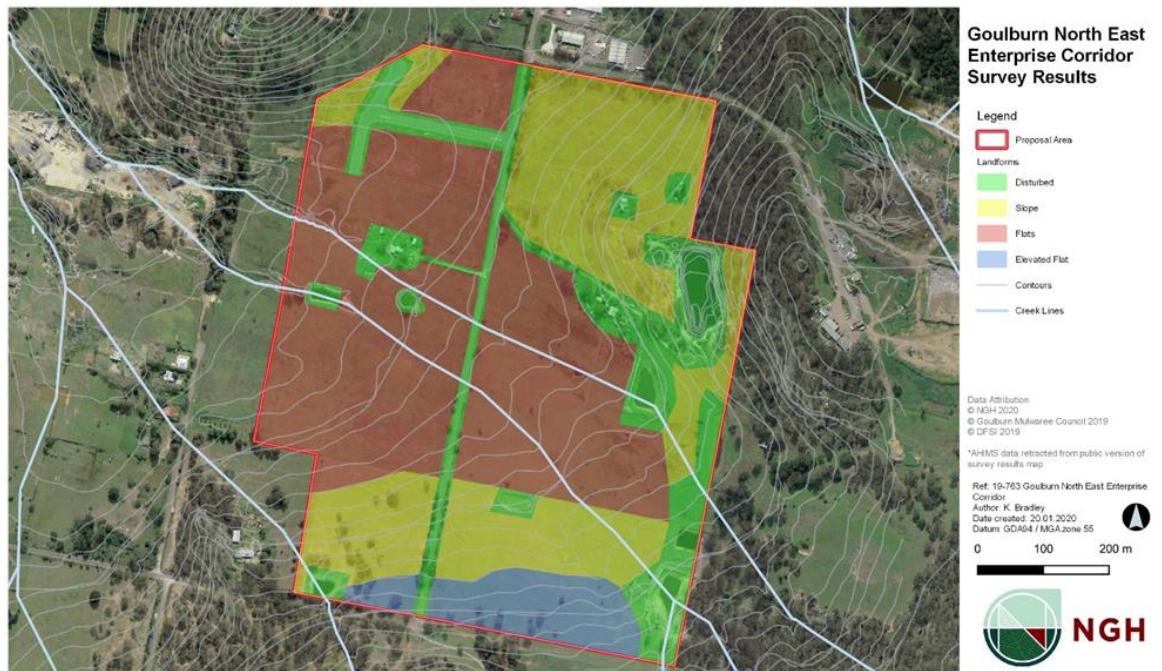 Goulburn North East
Enterprise Corridor
Survey Results
Legend
Proposal Area
Landforms
Disturbed
Slope
Flats
Elevated Flat
Contours
Creek Lines
Data Attribution
© NGH 2020
© Goulburn Mulwaree Council 2019
© DFSI 2019
*AHIMS data retracted from public version of
survey results map
Ref: 19-763 Goulburn North East Enterprise
Corridor
Author: K. Bradley
Date created: 20.01.2020
Datum: GDA94 / MGA zone 55
0 100 200 m
NGH